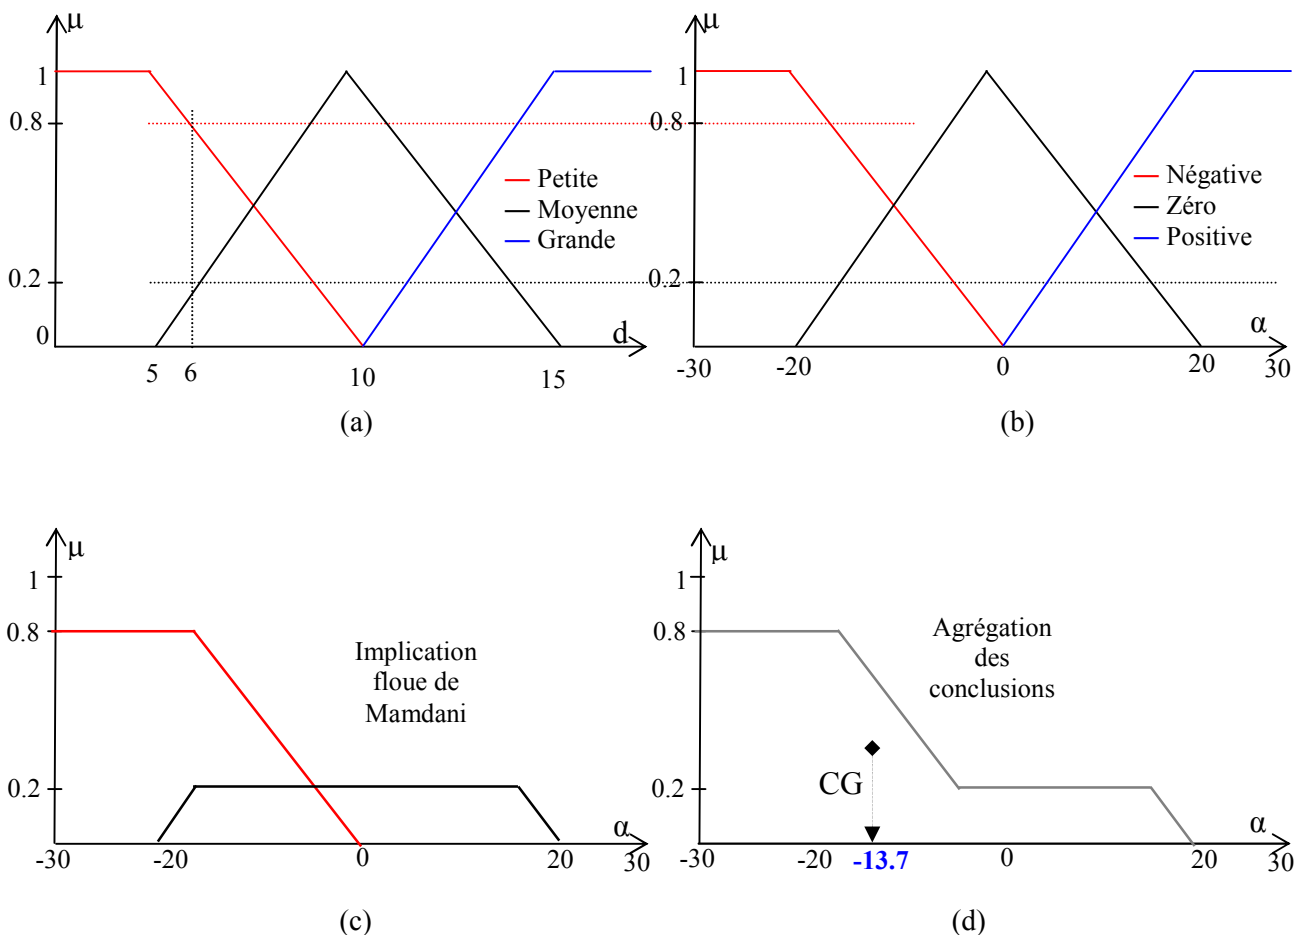 μ
1
0.8
0.2
0
Petite
Moyenne
Grande
d
5 6 10 15
(a)
μ
1
0.8
0.2
Négative
Zéro
Positive
α
-30 -20 0 20 30
(b)
μ
1
0.8
0.2
Implication
floue de
Mamdani
α
-30 -20 0 20 30
(c)
μ
1
0.8
0.2
Agrégation
des
conclusions
CG
α
-30 -20 -13.7 0 20 30
(d)